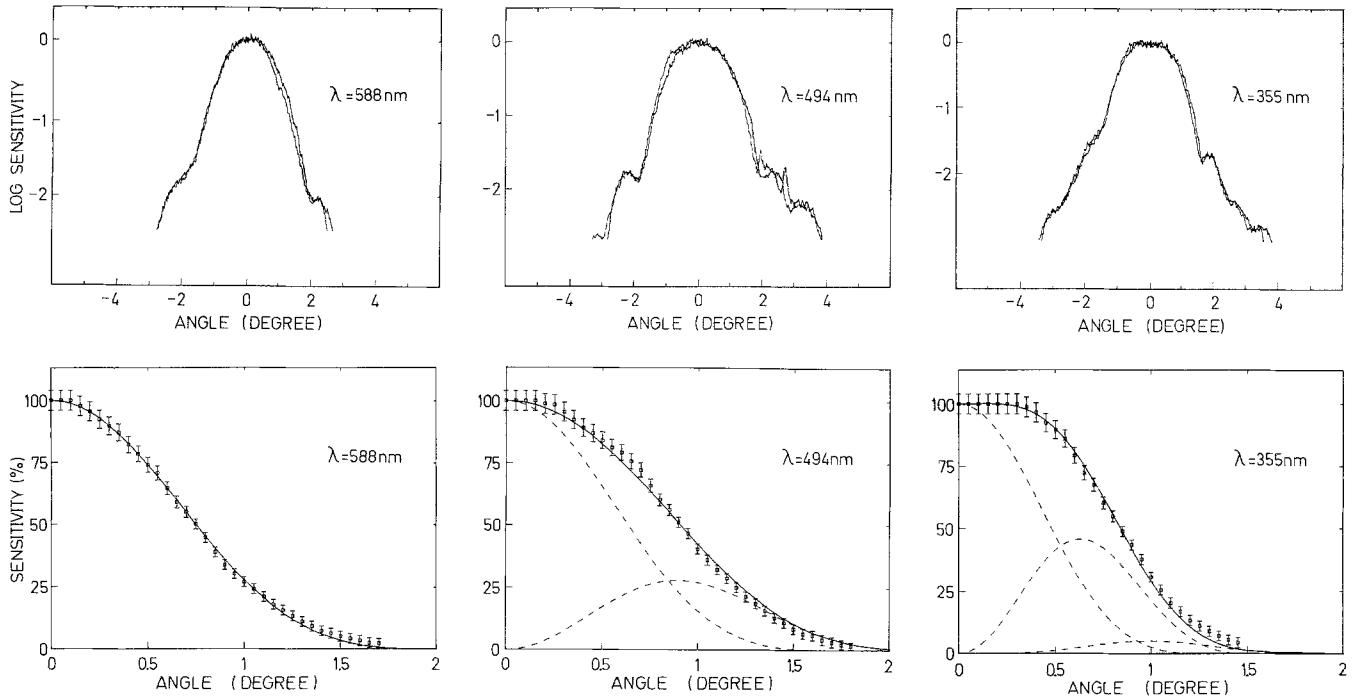 LOG SENSITIVITY
0
-1
-2
λ=588nm
-4 -2 0 2 4
ANGLE (DEGREE)
0
-2
λ=494nm
-4 -2 0 2 4
ANGLE (DEGREE)
0
-1
-2
λ=355nm
-4 -2 0 2 4
ANGLE (DEGREE)
SENSITIVITY (%)
100
75
50
25
0
λ=588nm
0 0.5 1 1.5 2
ANGLE (DEGREE)
100
75
50
25
0
λ=494nm
0 0.5 1 1.5 2
ANGLE (DEGREE)
100
75
50
25
0
λ=355nm
0 0.5 1 1.5 2
ANGLE (DEGREE)